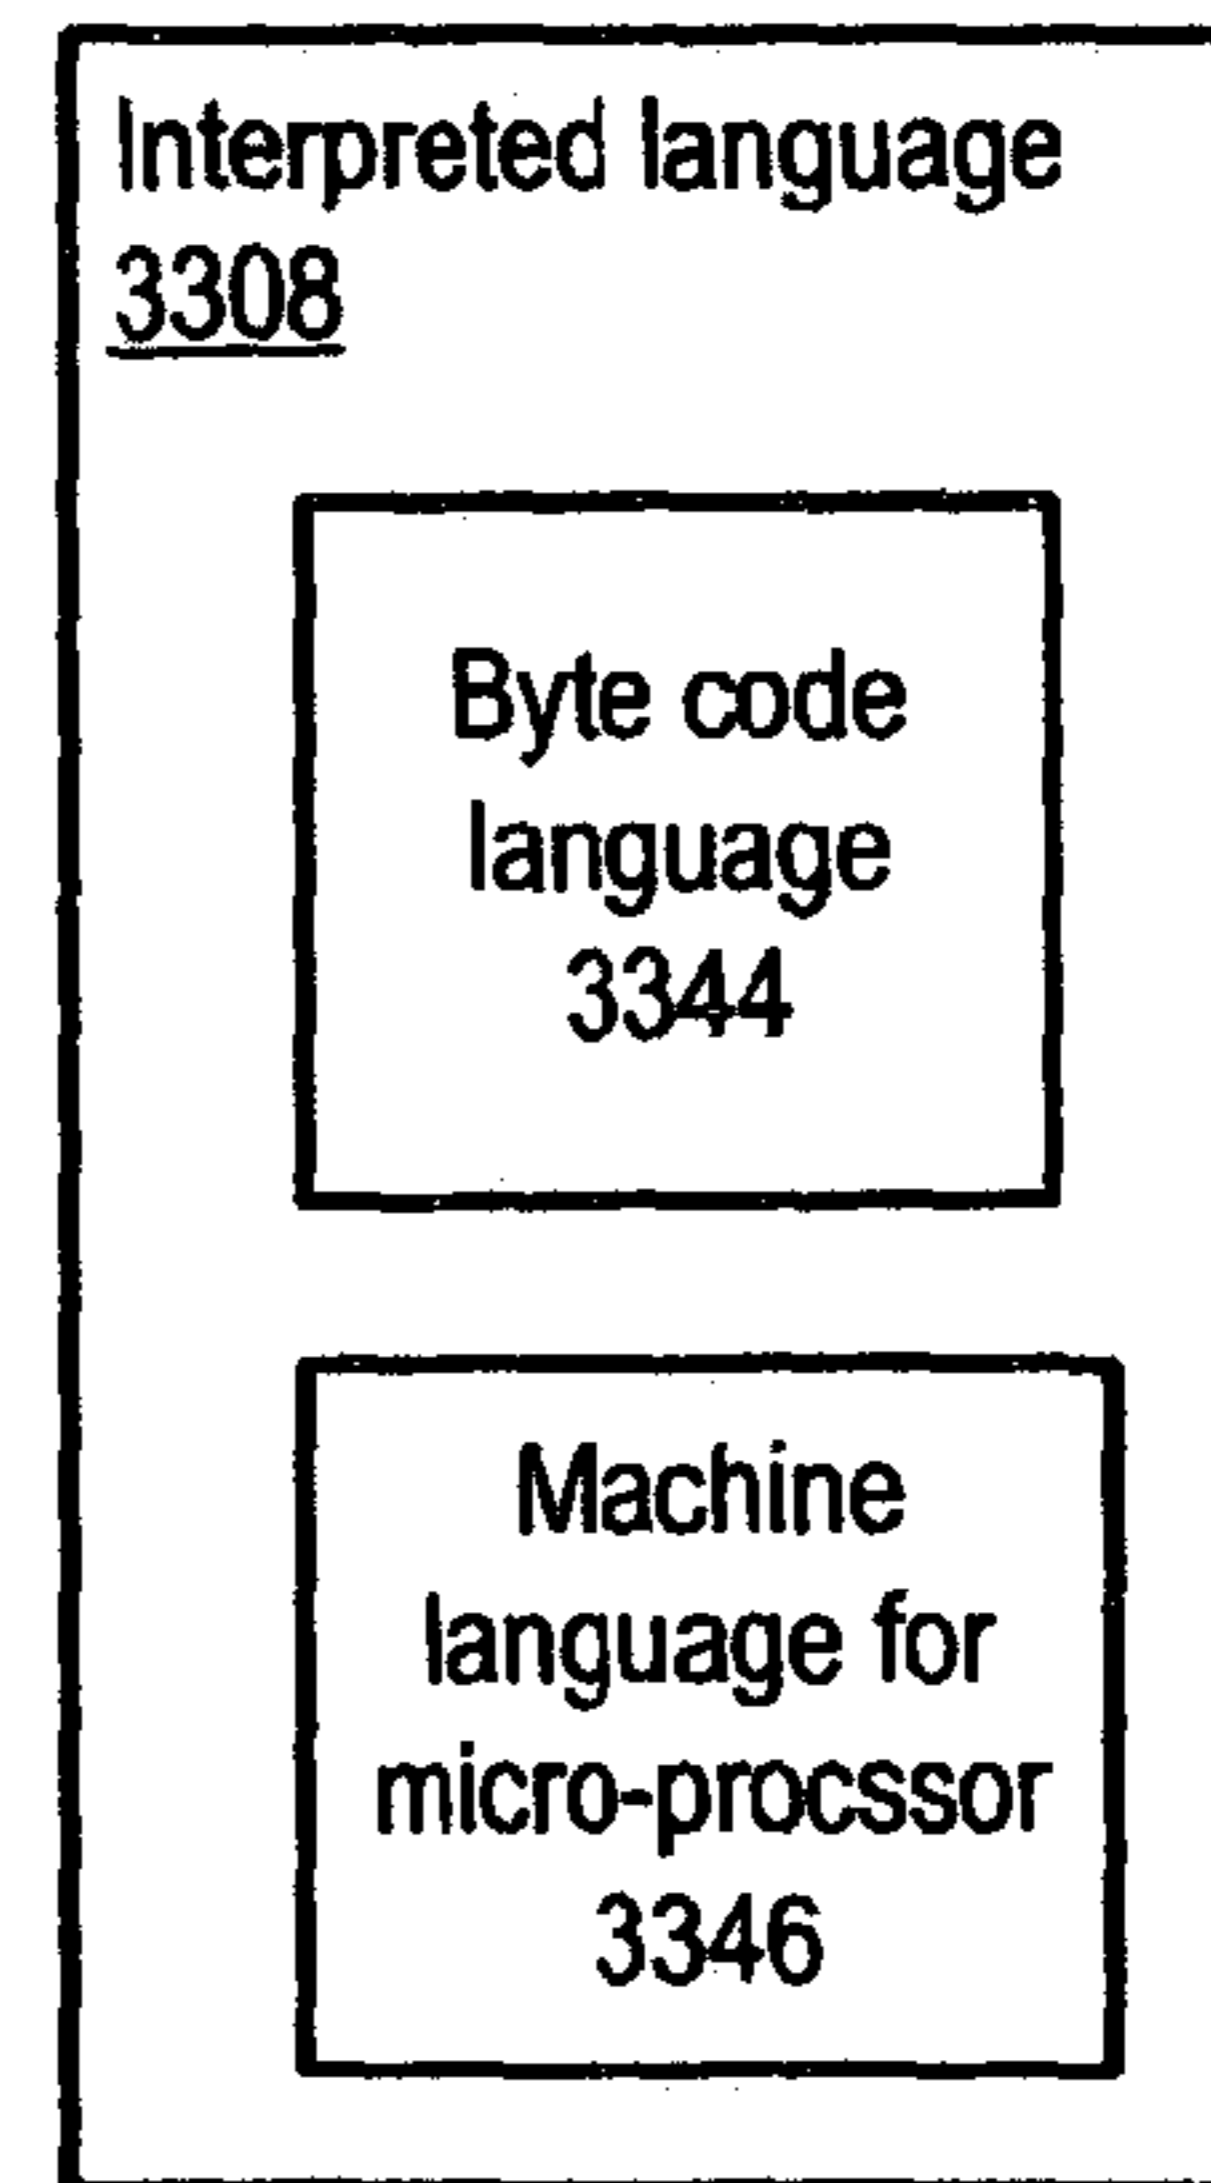 Interpreted language
3308
Byte code
language
3344
Machine
language for
micro-procssor
3346